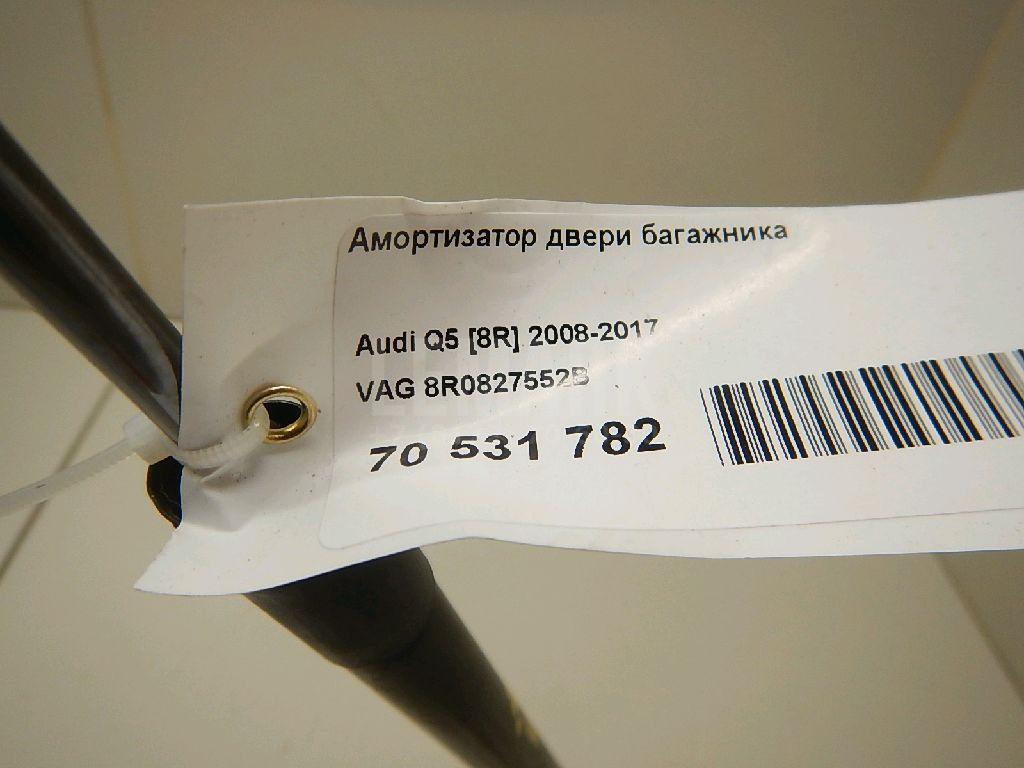 Амортизатор двери багажника
Audi Q5 [8R] 2008-2017
VAG 8R0827552B
70 531 782